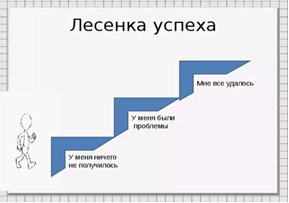 Лесенка успеха
Мне все удалось
У меня были
проблемы
У меня ничего
не получилось